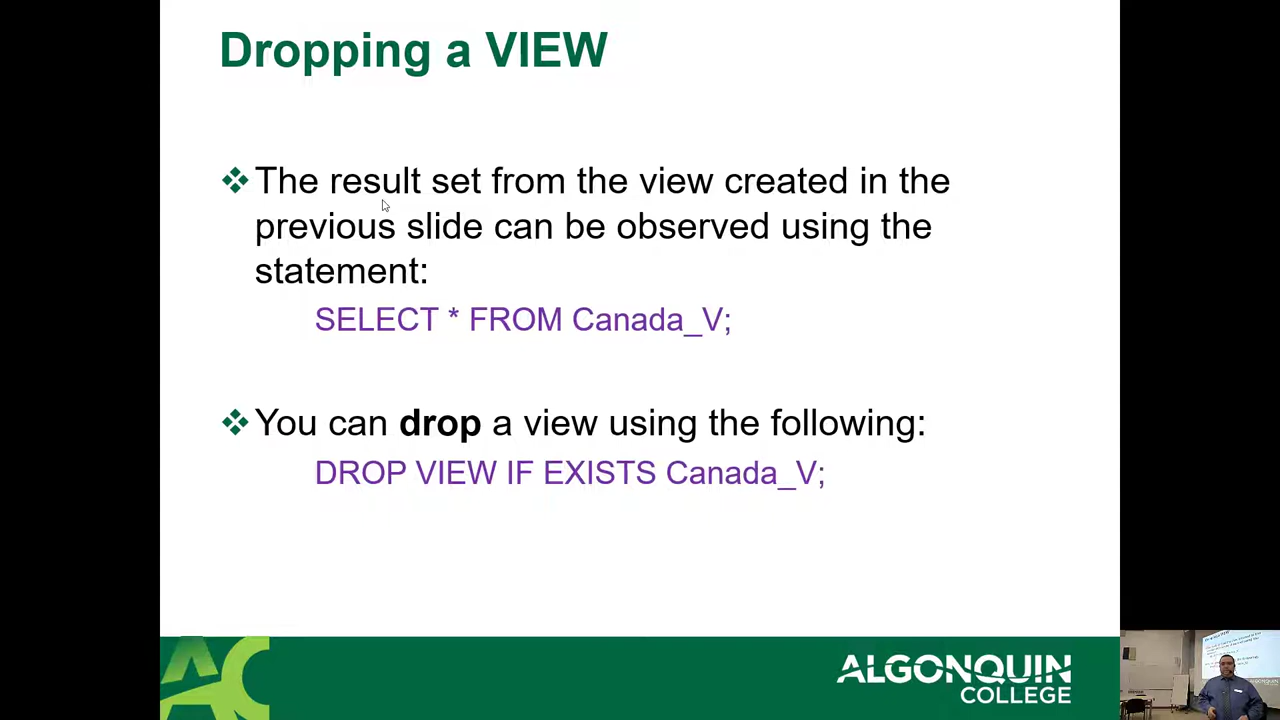 Dropping a VIEW
The result set from the view created in the
previous slide can be observed using the
statement:
SELECT * FROM Canada_V;
You can drop a view using the following:
DROP VIEW IF EXISTS Canada_V;
AC
ALGONQUIN
COLLEGE